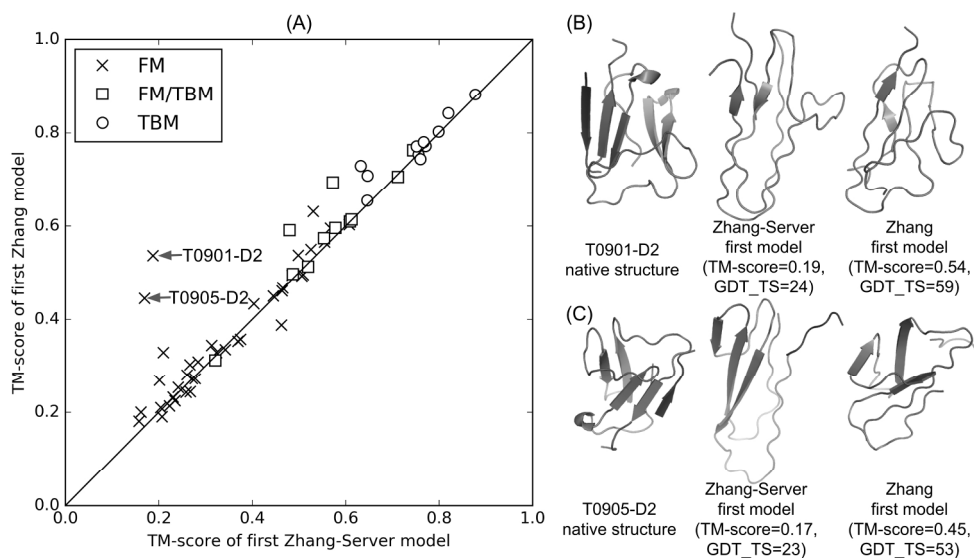 (A)
1.0
0.8
0.6
0.4
0.2
0.0
FM
FM/TBM
TBM
T0901-D2
T0905-D2
0.0
0.2
0.4
0.6
0.8
1.0
TM-score of first Zhang-Server model
TM-score of first Zhang model
(B)
T0901-D2
native structure
Zhang-Server
first model
(TM-score=0.19,
GDT_TS=24)
Zhang
first model
(TM-score=0.54,
GDT_TS=59)
(C)
T0905-D2
native structure
Zhang-Server
first model
(TM-score=0.17,
GDT_TS=23)
Zhang
first model
(TM-score=0.45,
GDT_TS=53)